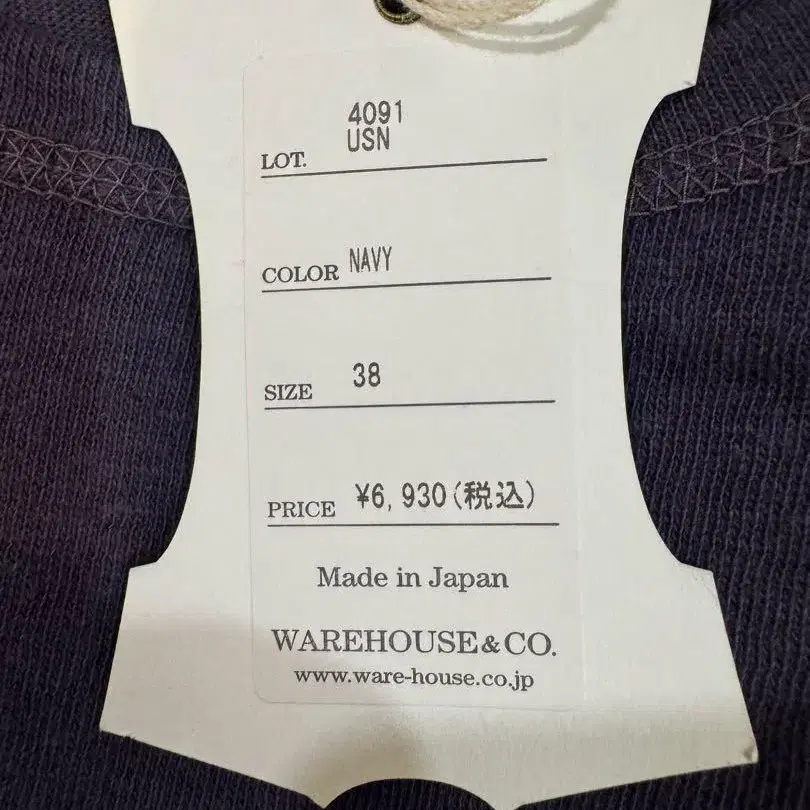 4091
LOT. USN
COLOR NAVY
SIZE 38
PRICE ¥6,930(税込)
Made in Japan
WAREHOUSE&CO.
www.ware-house.co.jp